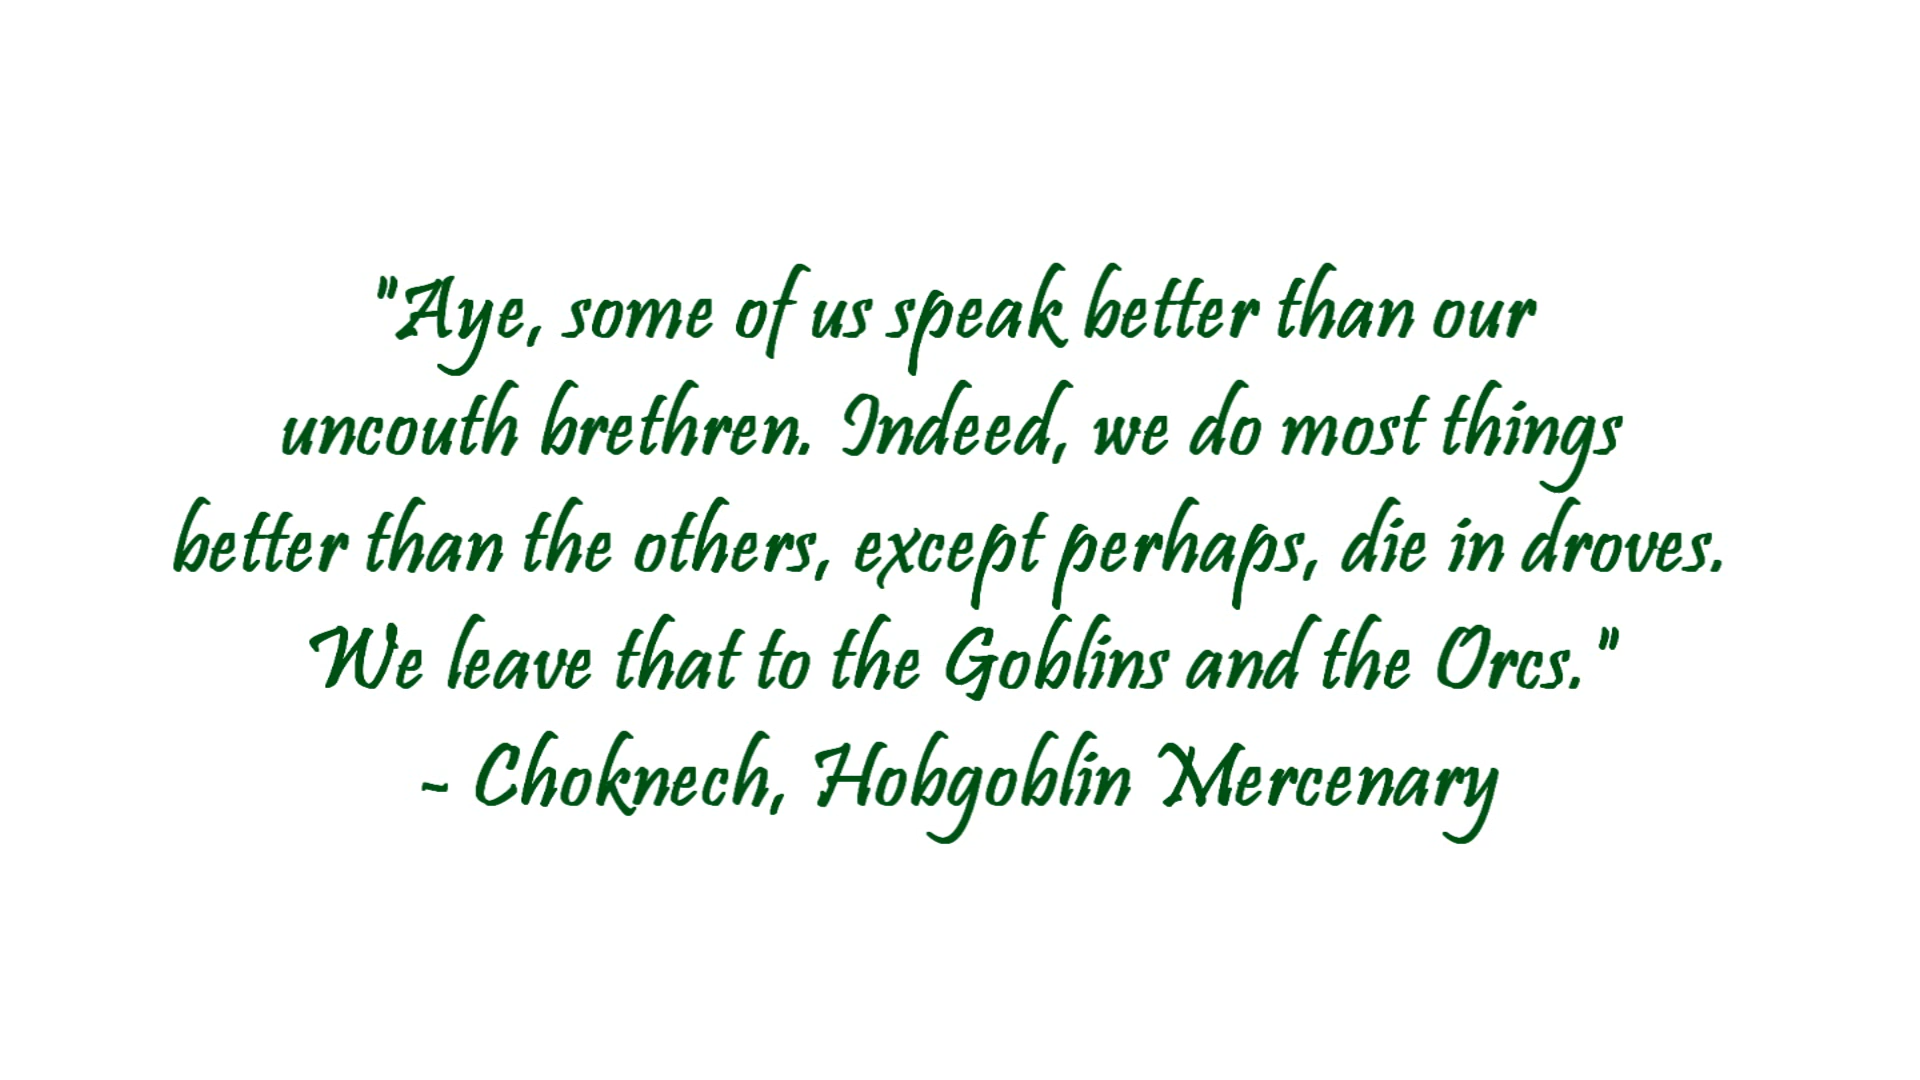 "Aye, some of us speak better than our
uncouth brethren. Indeed, we do most things
better than the others, except perhaps, die in droves.
We leave that to the Goblins and the Orcs."
- Choknech, Hobgoblin Mercenary